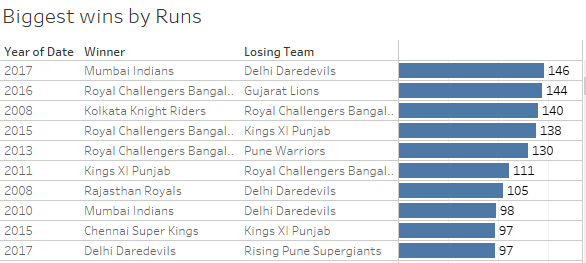 Biggest wins by Runs
Year of Date Winner Losing Team
2017 Mumbai Indians Delhi Daredevils 146
2016 Royal Challengers Bangal.. Gujarat Lions 144
2008 Kolkata Knight Riders Royal Challengers Bangal.. 140
2015 Royal Challengers Bangal.. Kings XI Punjab 138
2013 Royal Challengers Bangal.. Pune Warriors 130
2011 Kings XI Punjab Royal Challengers Bangal.. 111
2008 Rajasthan Royals Delhi Daredevils 105
2010 Mumbai Indians Delhi Daredevils 98
2015 Chennai Super Kings Kings XI Punjab 97
2017 Delhi Daredevils Rising Pune Supergiants 97